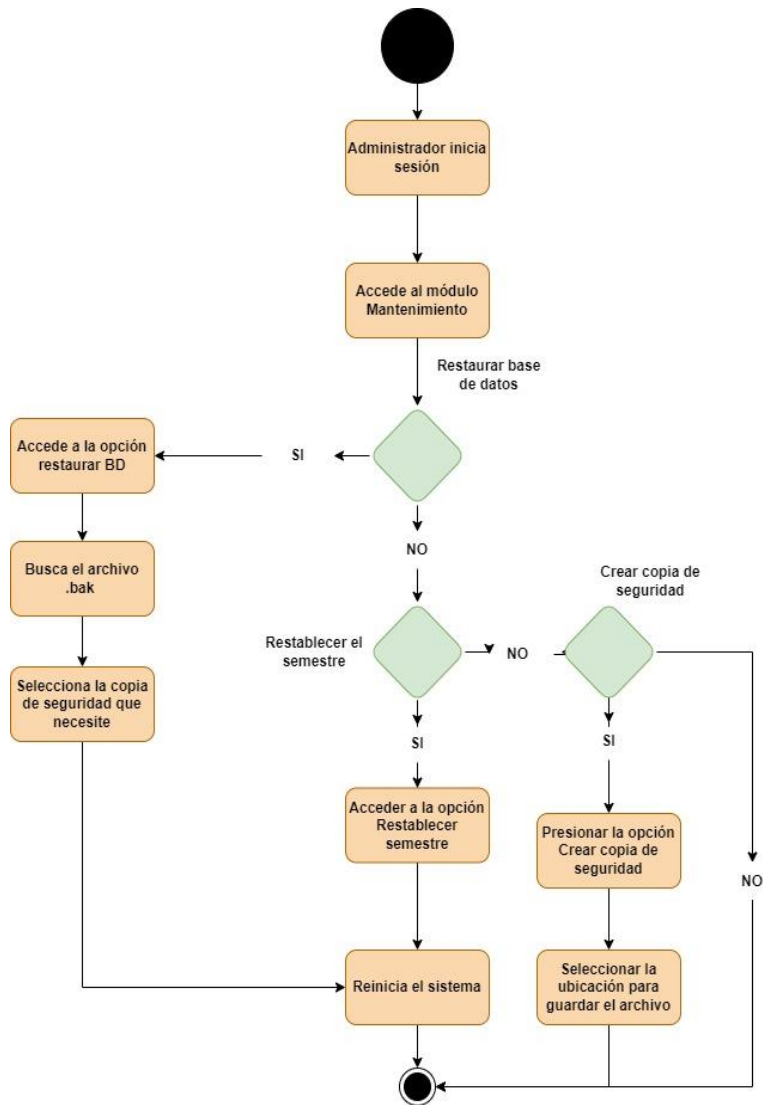 Administrador inicia
sesión
Accede al módulo
Mantenimiento
Restaurar base
de datos
Accede a la opción
restaurar BD
SI
NO
Busca el archivo
.bak
Crear copia de
seguridad
Restablecer el
semestre
NO
Selecciona la copia
de seguridad que
necesite
SI
SI
Acceder a la opción
Restablecer
semestre
Presionar la opción
Crear copia de
seguridad
NO
Reinicia el sistema
Seleccionar la
ubicación para
guardar el archivo